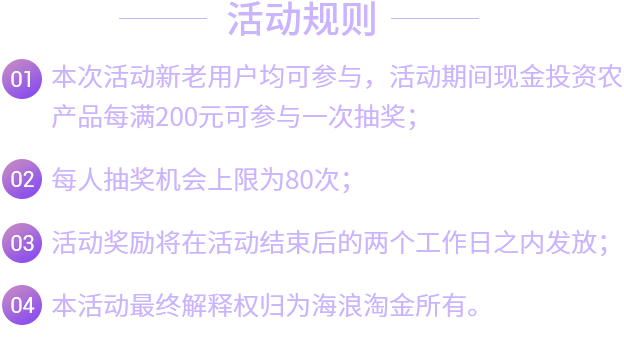 活动规则
01 本次活动新老用户均可参与，活动期间现金投资农
产品每满200元可参与一次抽奖；
02 每人抽奖机会上限为80次；
03 活动奖励将在活动结束后的两个工作日之内发放；
04 本活动最终解释权归为海浪淘金所有。